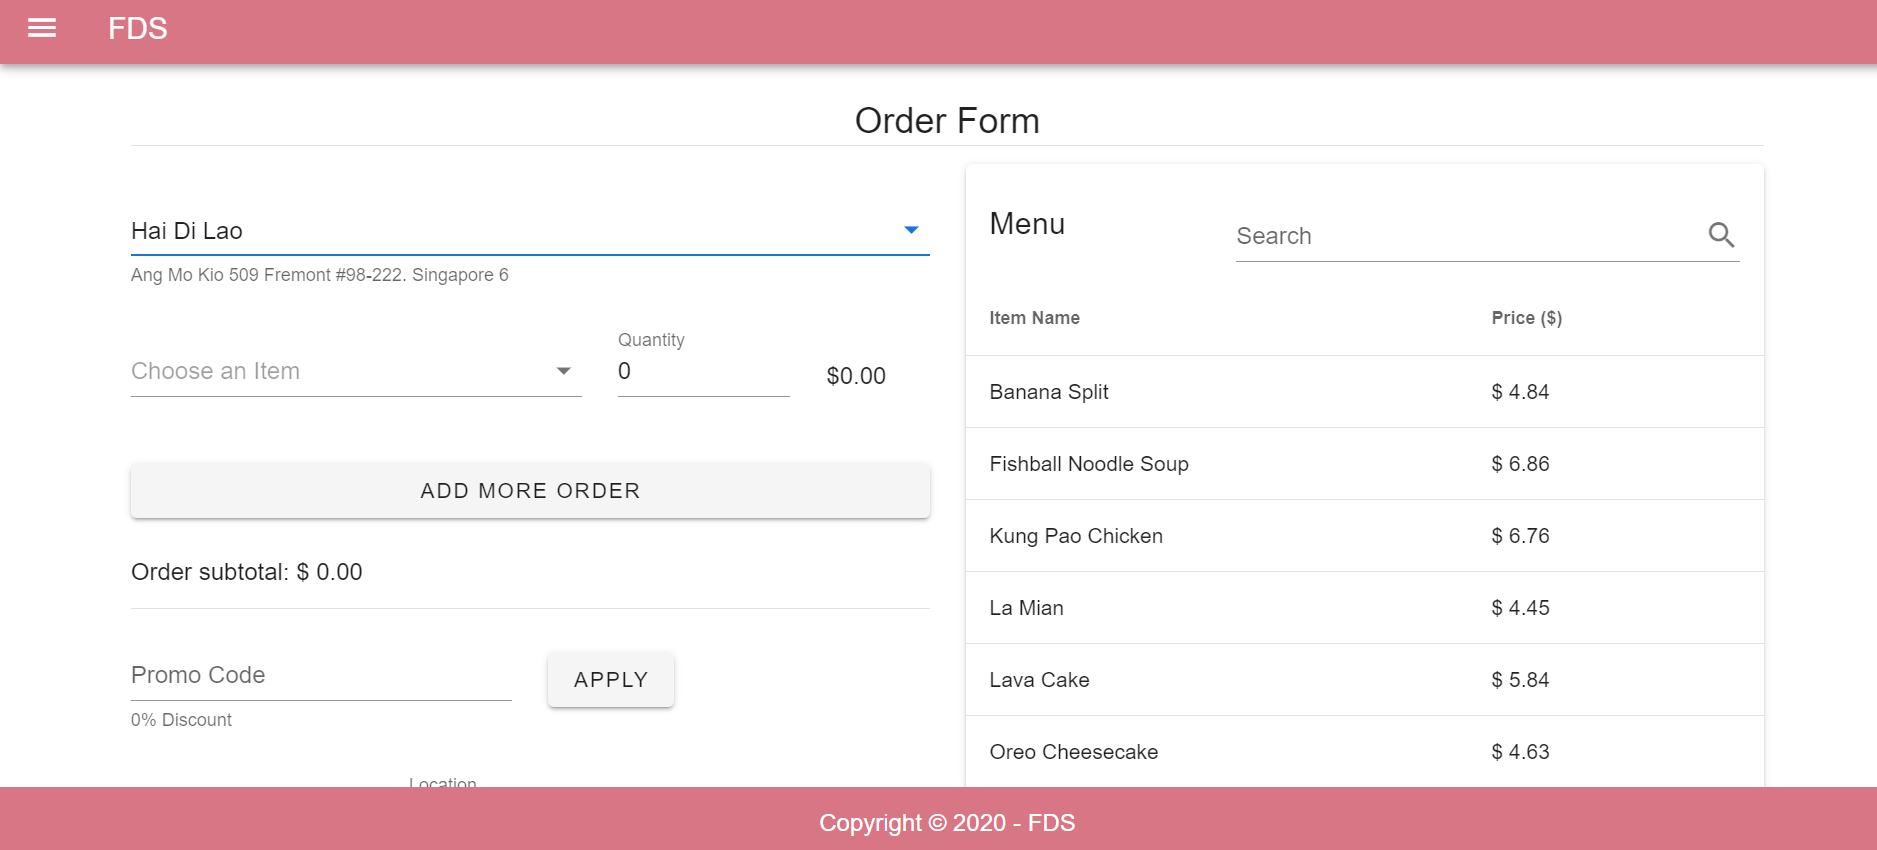 FDS
Order Form
Hai Di Lao
Ang Mo Kio 509 Fremont #98-222. Singapore 6
Choose an Item
Quantity
0
$0.00
ADD MORE ORDER
Order subtotal: $ 0.00
Promo Code
APPLY
0% Discount
Location
Menu
Search
Item Name Price ($)
Banana Split $ 4.84
Fishball Noodle Soup $ 6.86
Kung Pao Chicken $ 6.76
La Mian $ 4.45
Lava Cake $ 5.84
Oreo Cheesecake $ 4.63
Copyright © 2020 - FDS